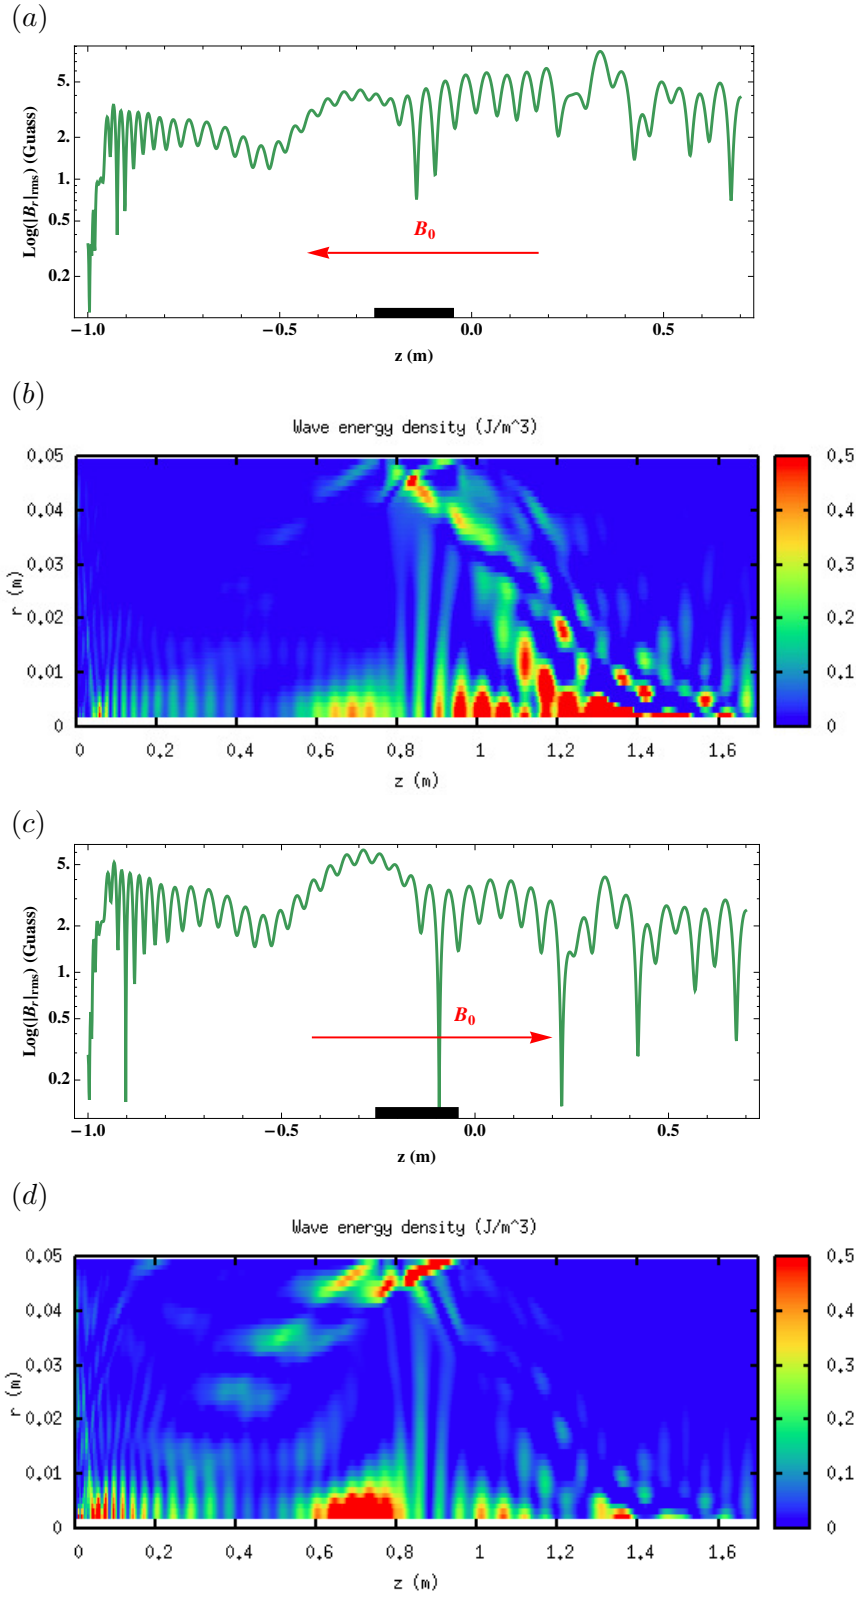 (a)
Log(|Br|rms) (Guass)
5.
2.
1.
0.5
0.2
B0
−1.0 −0.5 0.0 0.5
z (m)
(b)
Wave energy density (J/m^3)
0.05
0.04
0.03
0.02
0.01
0
r (m)
0 0.2 0.4 0.6 0.8 1 1.2 1.4 1.6
z (m)
0.5
0.4
0.3
0.2
0.1
0
(c)
Log(|Br|rms) (Guass)
5.
2.
1.
0.5
0.2
B0
−1.0 −0.5 0.0 0.5
z (m)
(d)
Wave energy density (J/m^3)
0.05
0.04
0.03
0.02
0.01
0
r (m)
0 0.2 0.4 0.6 0.8 1 1.2 1.4 1.6
z (m)
0.5
0.4
0.3
0.2
0.1
0